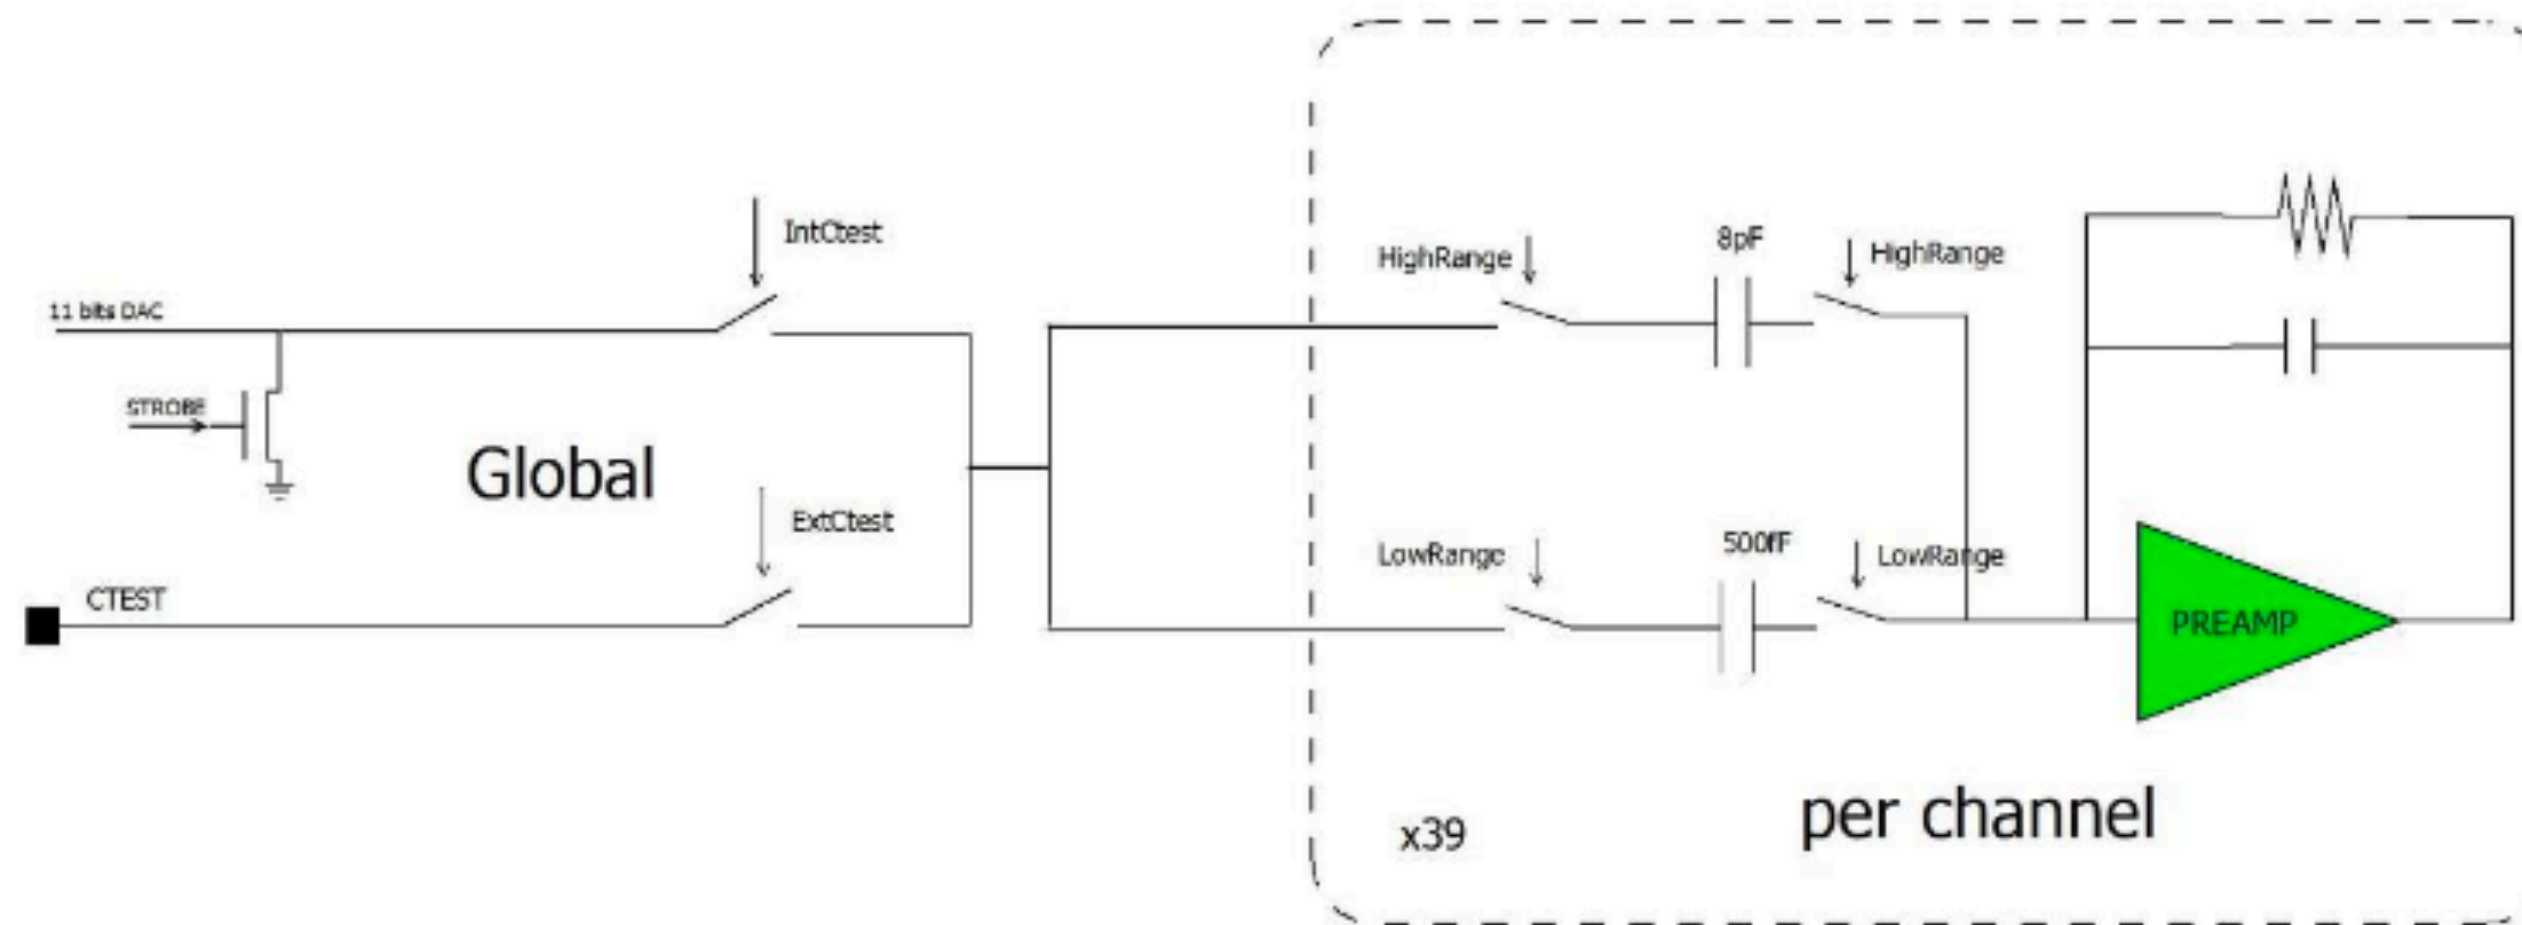 IntCtest
11 bits DAC
STROBE
Global
ExtCtest
CTEST
HighRange
8pF
HighRange
LowRange
500fF
LowRange
PREAMP
x39
per channel